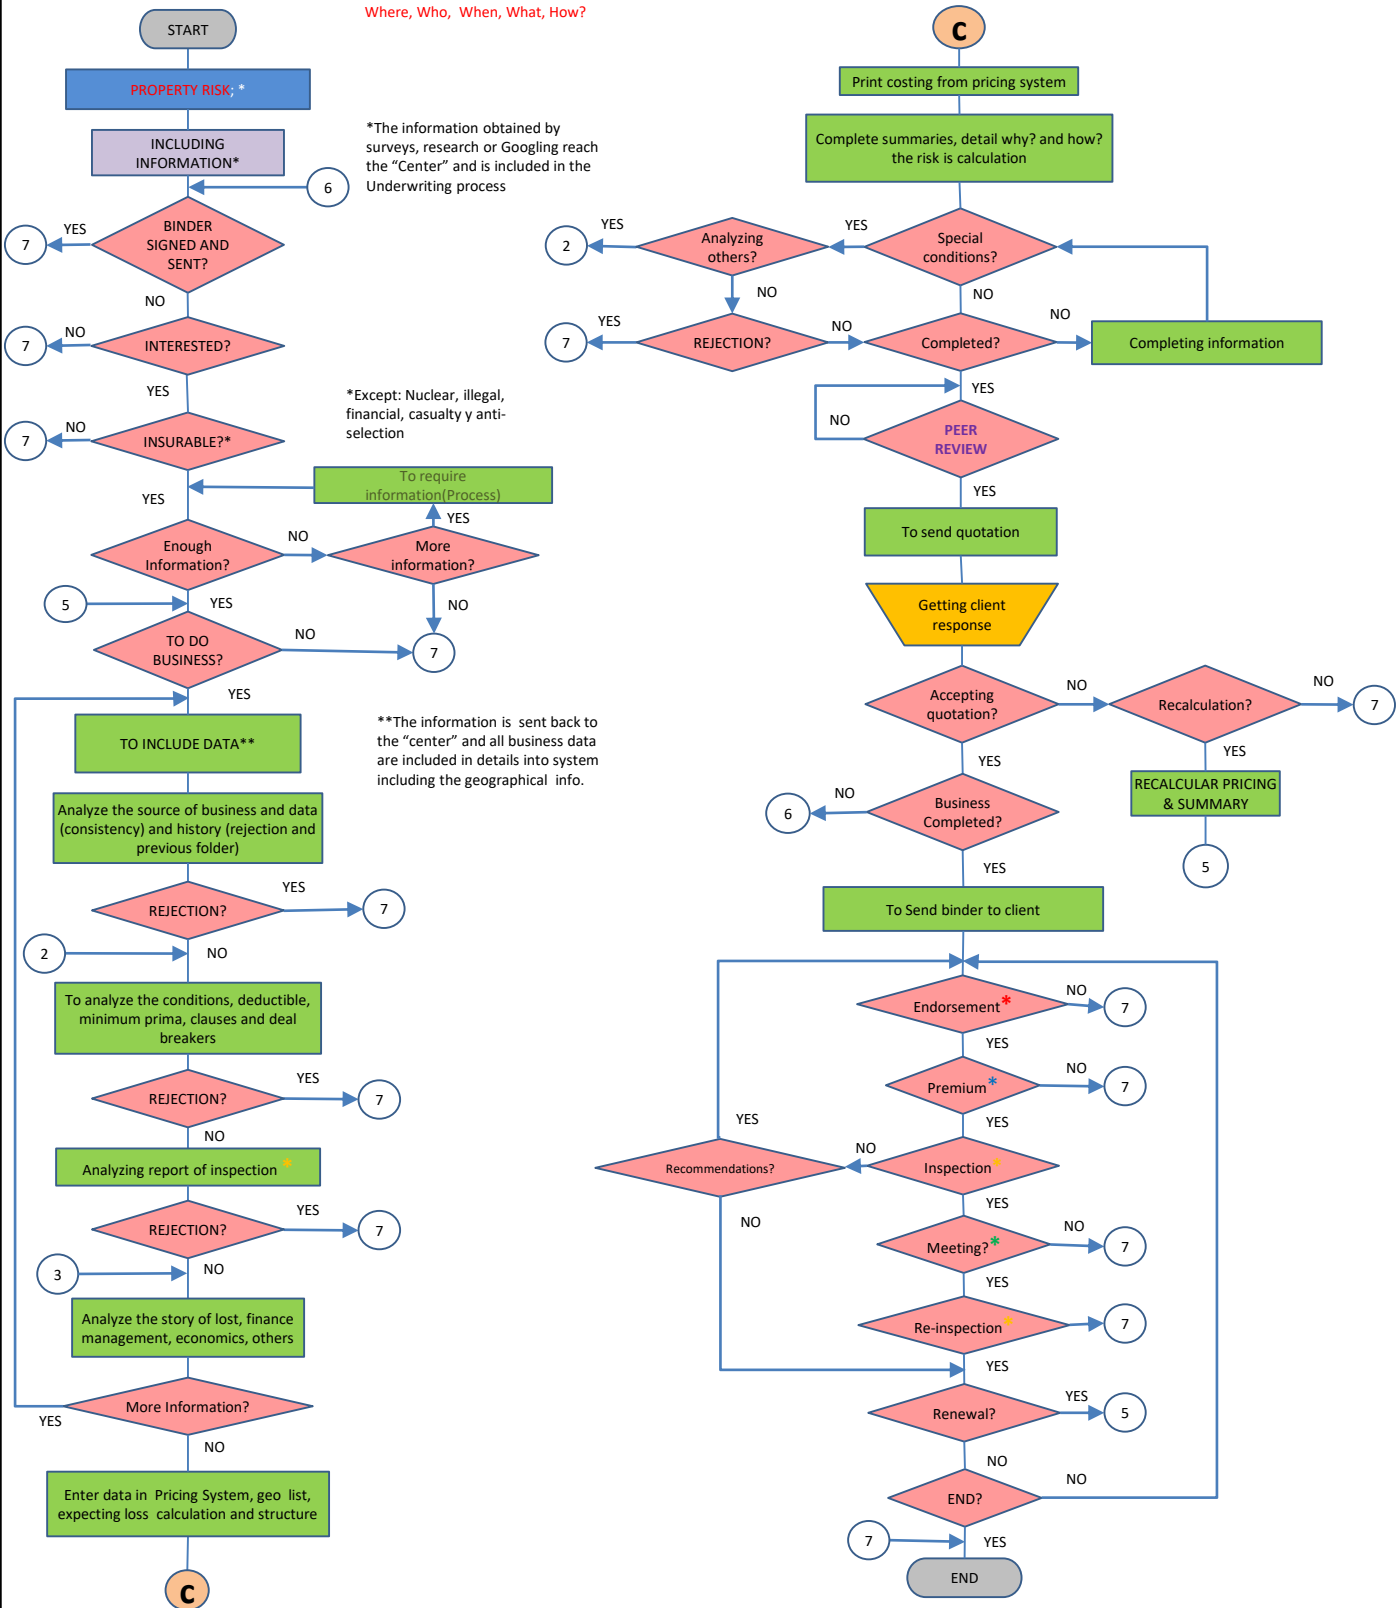 Where, Who, When, What, How?
START
PROPERTY RISK; *
INCLUDING
INFORMATION*
*The information obtained by
surveys, research or Googling reach
the “Center” and is included in the
Underwriting process
6
BINDER
SIGNED AND
SENT?
YES
7
NO
INTERESTED?
NO
7
YES
*Except: Nuclear, illegal,
financial, casualty y anti-
selection
INSURABLE?*
NO
7
YES
To require
information(Process)
YES
Enough
Information?
NO
More
information?
5
YES
NO
TO DO
BUSINESS?
NO
7
YES
TO INCLUDE DATA**
**The information is sent back to
the “center” and all business data
are included in details into system
including the geographical info.
Analyze the source of business and data
(consistency) and history (rejection and
previous folder)
REJECTION?
YES
7
2
NO
To analyze the conditions, deductible,
minimum prima, clauses and deal
breakers
REJECTION?
YES
7
NO
Analyzing report of inspection *
REJECTION?
YES
7
3
NO
Analyze the story of lost, finance
management, economics, others
More Information?
YES
NO
Enter data in Pricing System, geo list,
expecting loss calculation and structure
C
C
Print costing from pricing system
Complete summaries, detail why? and how?
the risk is calculation
Special
conditions?
YES
Analyzing
others?
YES
2
NO
NO
REJECTION?
YES
7
NO
Completed?
NO
Completing information
YES
PEER
REVIEW
NO
YES
To send quotation
Getting client
response
Accepting
quotation?
NO
Recalculation?
NO
7
YES
YES
RECALCULAR PRICING
& SUMMARY
5
Business
Completed?
NO
6
YES
To Send binder to client
Endorsement*
NO
7
YES
Premium*
NO
7
YES
Inspection*
NO
Recommendations?
YES
NO
YES
Meeting?*
NO
7
YES
Re-inspection*
7
YES
Renewal?
YES
5
NO
END?
NO
7
YES
END